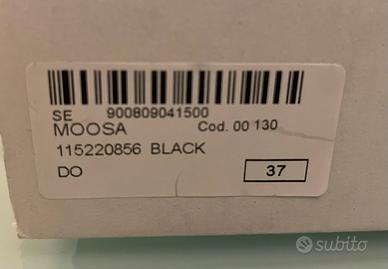 SE 900809041500
MOOSA Cod. 00 130
115220856 BLACK
DO 37
subito